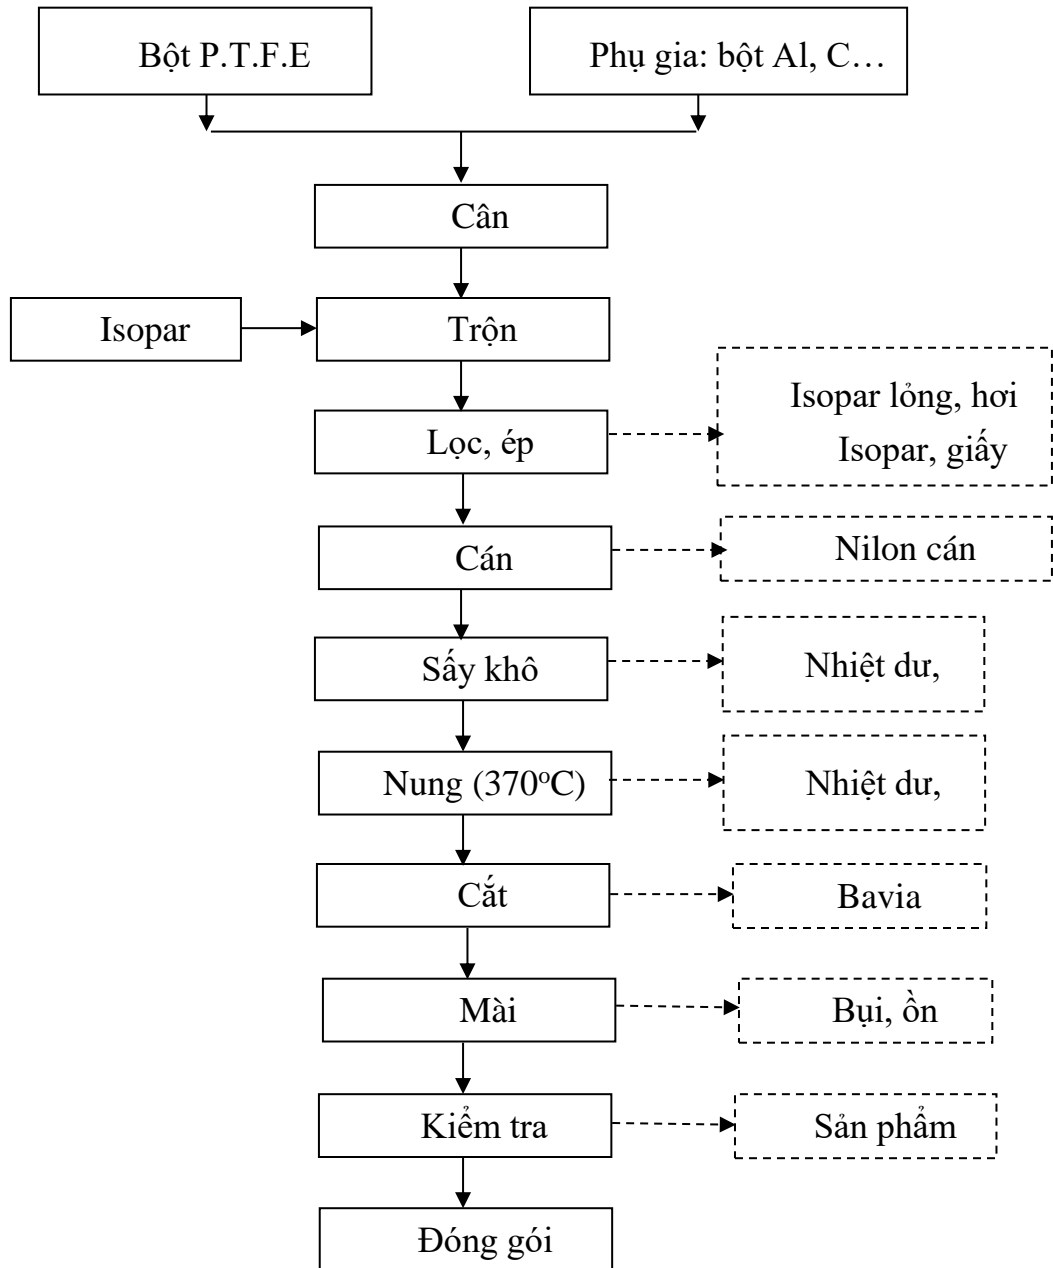 Bột P.T.F.E
Phụ gia: bột Al, C…
Cân
Isopar
Trộn
Lọc, ép
Isopar lỏng, hơi
Isopar, giấy
Cán
Nilon cán
Sấy khô
Nhiệt dư,
Nung (370°C)
Nhiệt dư,
Cắt
Bavia
Mài
Bụi, ồn
Kiểm tra
Sản phẩm
Đóng gói